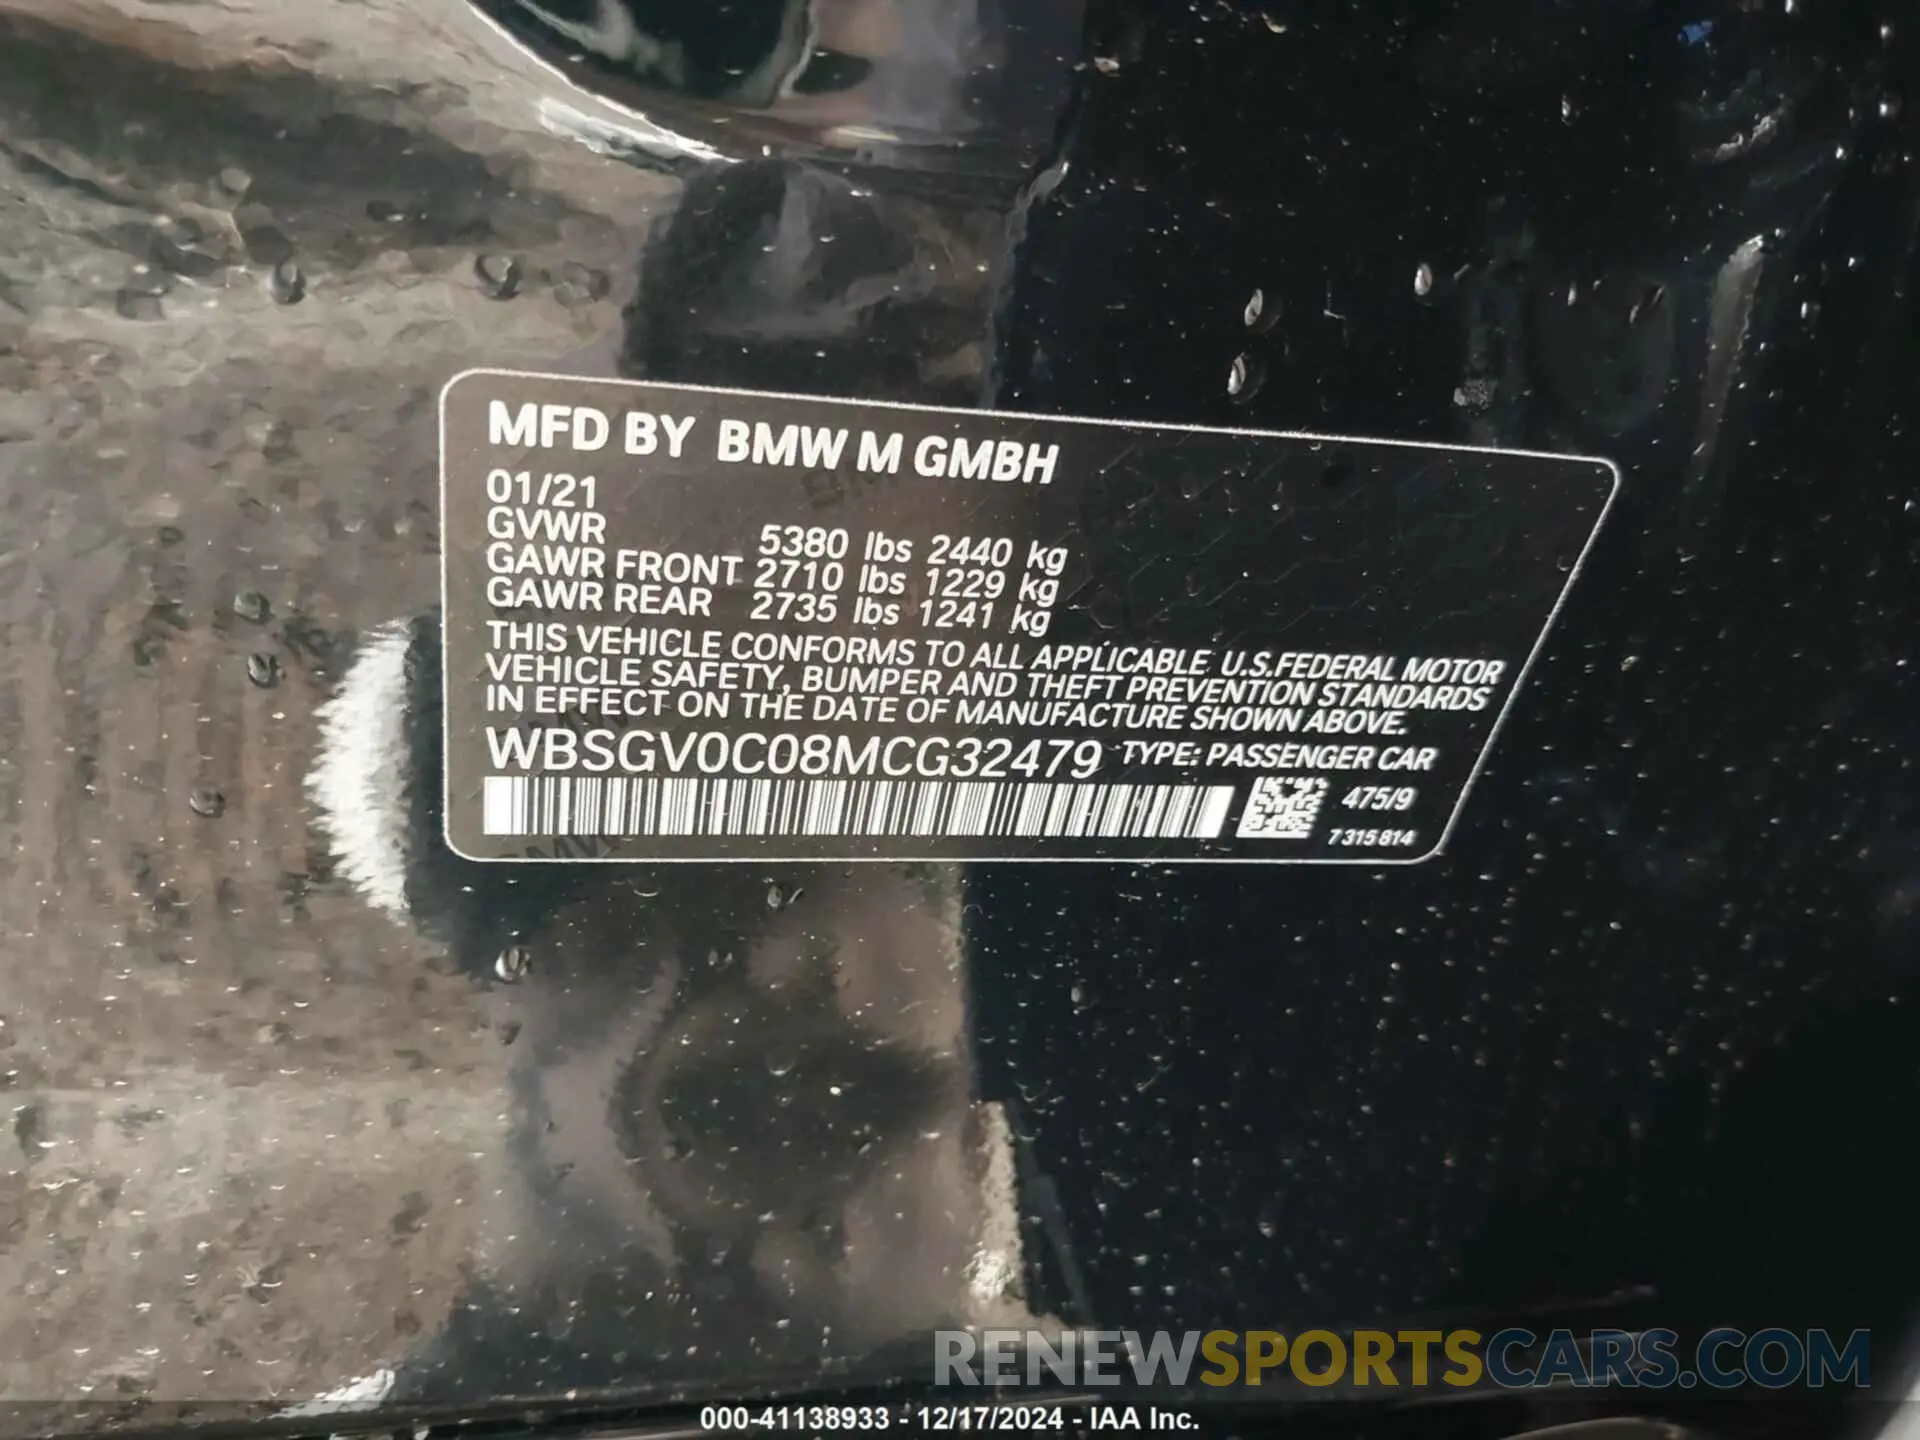 MFD BY BMW M GMBH
01/21
GVWR 5380 lbs 2440 kg
GAWR FRONT 2710 lbs 1229 kg
GAWR REAR 2735 lbs 1241 kg
THIS VEHICLE CONFORMS TO ALL APPLICABLE U.S.FEDERAL MOTOR
VEHICLE SAFETY, BUMPER AND THEFT PREVENTION STANDARDS
IN EFFECT ON THE DATE OF MANUFACTURE SHOWN ABOVE.
WBSGV0C08MCG32479 TYPE: PASSENGER CAR
475/9
7 315 814
RENEWSPORTSCARS.COM
000-41138933 - 12/17/2024 - IAA Inc.